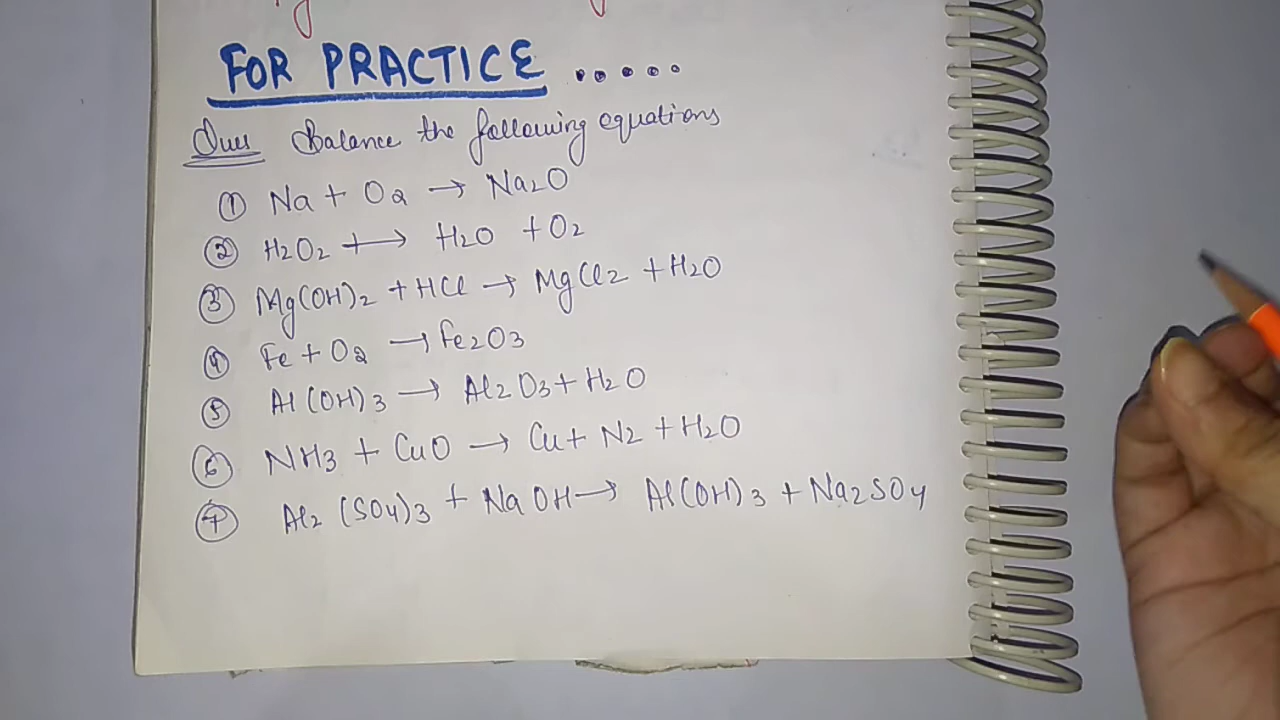 FOR PRACTICE .....
Ques Balance the following equations
① Na + O2 → Na2O
② H2O2 +→ H2O + O2
③ Mg(OH)2 + HCl → MgCl2 + H2O
④ Fe + O2 → Fe2O3
⑤ Al(OH)3 → Al2O3 + H2O
⑥ NH3 + CuO → Cu + N2 + H2O
⑦ Al2(SO4)3 + NaOH → Al(OH)3 + Na2SO4